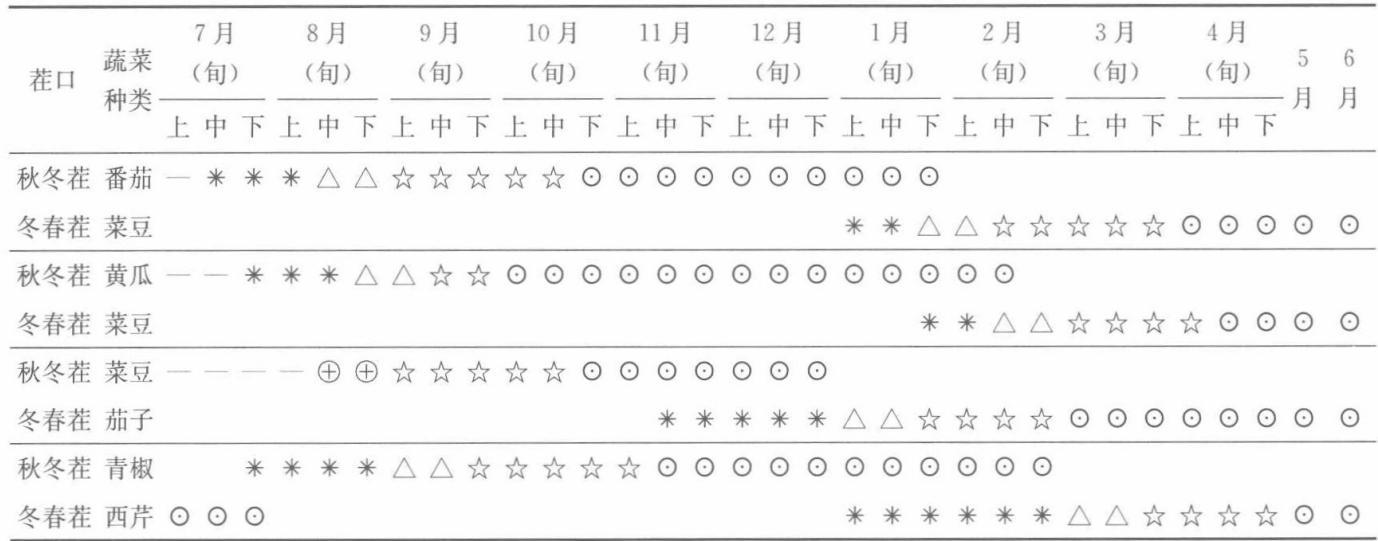 茬口 蔬菜种类 7月(旬) 8月(旬) 9月(旬) 10月(旬) 11月(旬) 12月(旬) 1月(旬) 2月(旬) 3月(旬) 4月(旬) 5月 6月
上 中 下 上 中 下 上 中 下 上 中 下 上 中 下 上 中 下 上 中 下 上 中 下 上 中 下 上 中 下
秋冬茬 番茄 — ✳ ✳ ✳ △ △ ☆ ☆ ☆ ☆ ☆ ⊙ ⊙ ⊙ ⊙ ⊙ ⊙ ⊙ ⊙ ⊙ ⊙
冬春茬 菜豆 ✳ ✳ △ △ ☆ ☆ ☆ ☆ ☆ ⊙ ⊙ ⊙ ⊙ ⊙
秋冬茬 黄瓜 — — ✳ ✳ ✳ △ △ ☆ ☆ ⊙ ⊙ ⊙ ⊙ ⊙ ⊙ ⊙ ⊙ ⊙ ⊙ ⊙ ⊙ ⊙ ⊙
冬春茬 菜豆 ✳ ✳ △ △ ☆ ☆ ☆ ☆ ⊙ ⊙ ⊙ ⊙
秋冬茬 菜豆 — — — — ⊕ ⊕ ☆ ☆ ☆ ☆ ☆ ⊙ ⊙ ⊙ ⊙ ⊙ ⊙ ⊙
冬春茬 茄子 ✳ ✳ ✳ ✳ ✳ △ △ ☆ ☆ ☆ ☆ ⊙ ⊙ ⊙ ⊙ ⊙ ⊙ ⊙ ⊙
秋冬茬 青椒 ✳ ✳ ✳ ✳ △ △ ☆ ☆ ☆ ☆ ☆ ⊙ ⊙ ⊙ ⊙ ⊙ ⊙ ⊙ ⊙ ⊙ ⊙ ⊙
冬春茬 西芹 ⊙ ⊙ ⊙ ✳ ✳ ✳ ✳ ✳ ✳ △ △ ☆ ☆ ☆ ☆ ⊙ ⊙